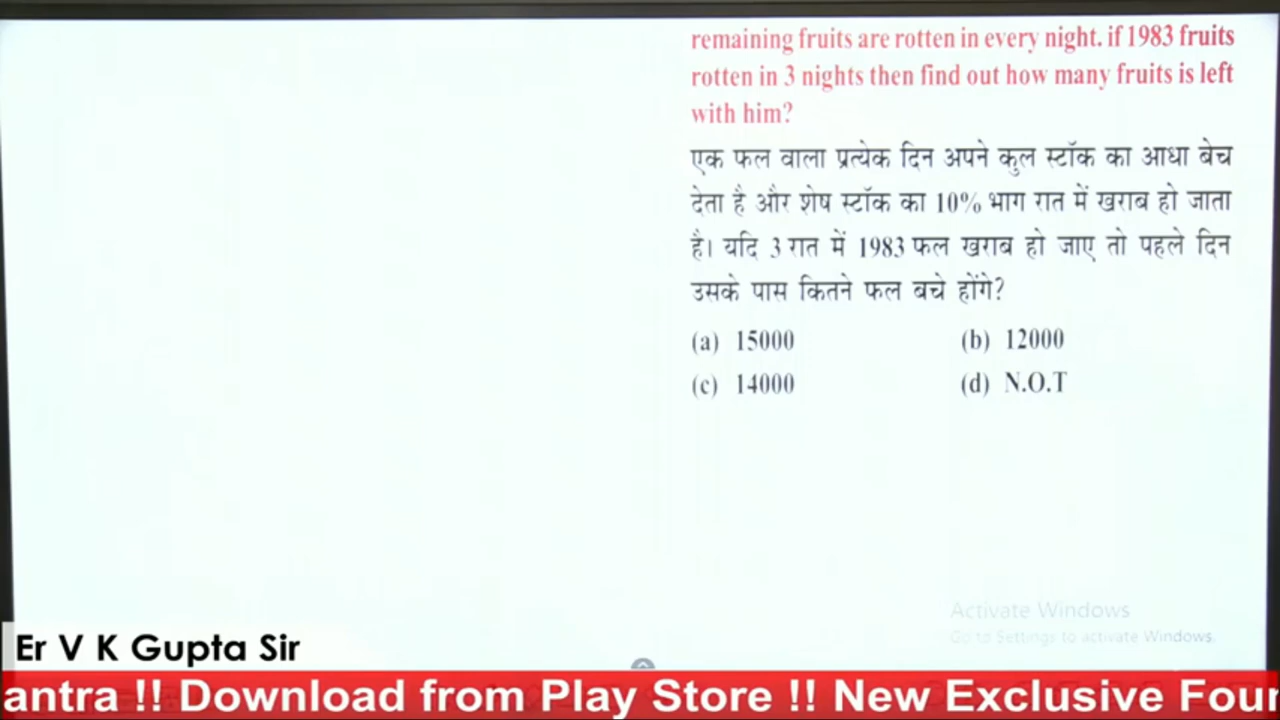 remaining fruits are rotten in every night. if 1983 fruits
rotten in 3 nights then find out how many fruits is left
with him?
एक फल वाला प्रत्येक दिन अपने कुल स्टॉक का आधा बेच
देता है और शेष स्टॉक का 10% भाग रात में खराब हो जाता
है। यदि 3 रात में 1983 फल खराब हो जाए तो पहले दिन
उसके पास कितने फल बचे होंगे?
(a) 15000 (b) 12000
(c) 14000 (d) N.O.T
Activate Windows
Go to Settings to activate Windows.
Er V K Gupta Sir
antra !! Download from Play Store !! New Exclusive Four